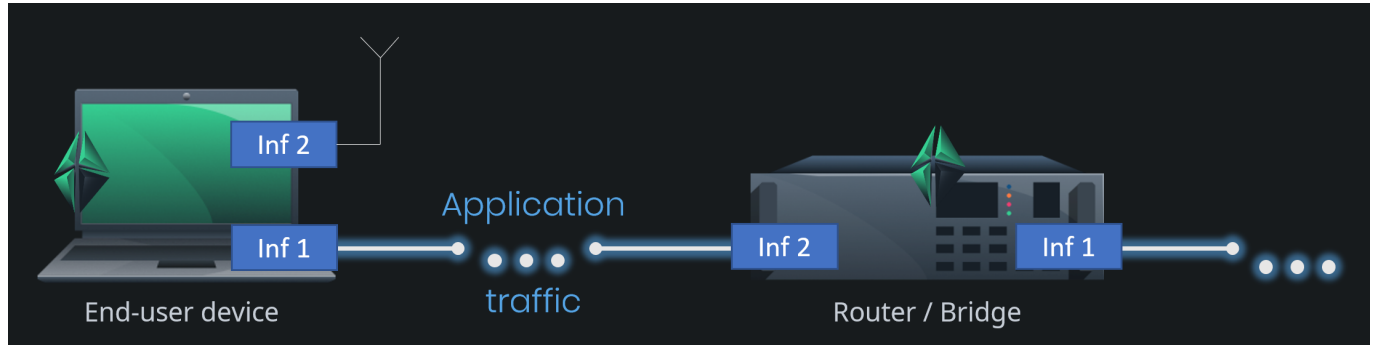 Inf 2
Application
Inf 1
Inf 2
Inf 1
traffic
End-user device
Router / Bridge